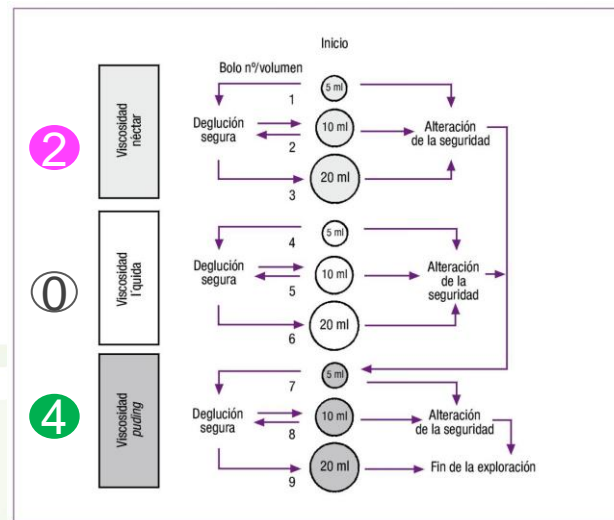 Inicio
Bolo nº/volumen
2
Viscosidad
néctar
1
5 ml
Deglución
segura
2
10 ml
Alteración
de la seguridad
3
20 ml
0
Viscosidad
l´quida
4
5 ml
Deglución
segura
5
10 ml
Alteración
de la
seguridad
6
20 ml
4
Viscosidad
puding
7
5 ml
Deglución
segura
8
10 ml
Alteración
de la seguridad
9
20 ml
Fin de la exploración